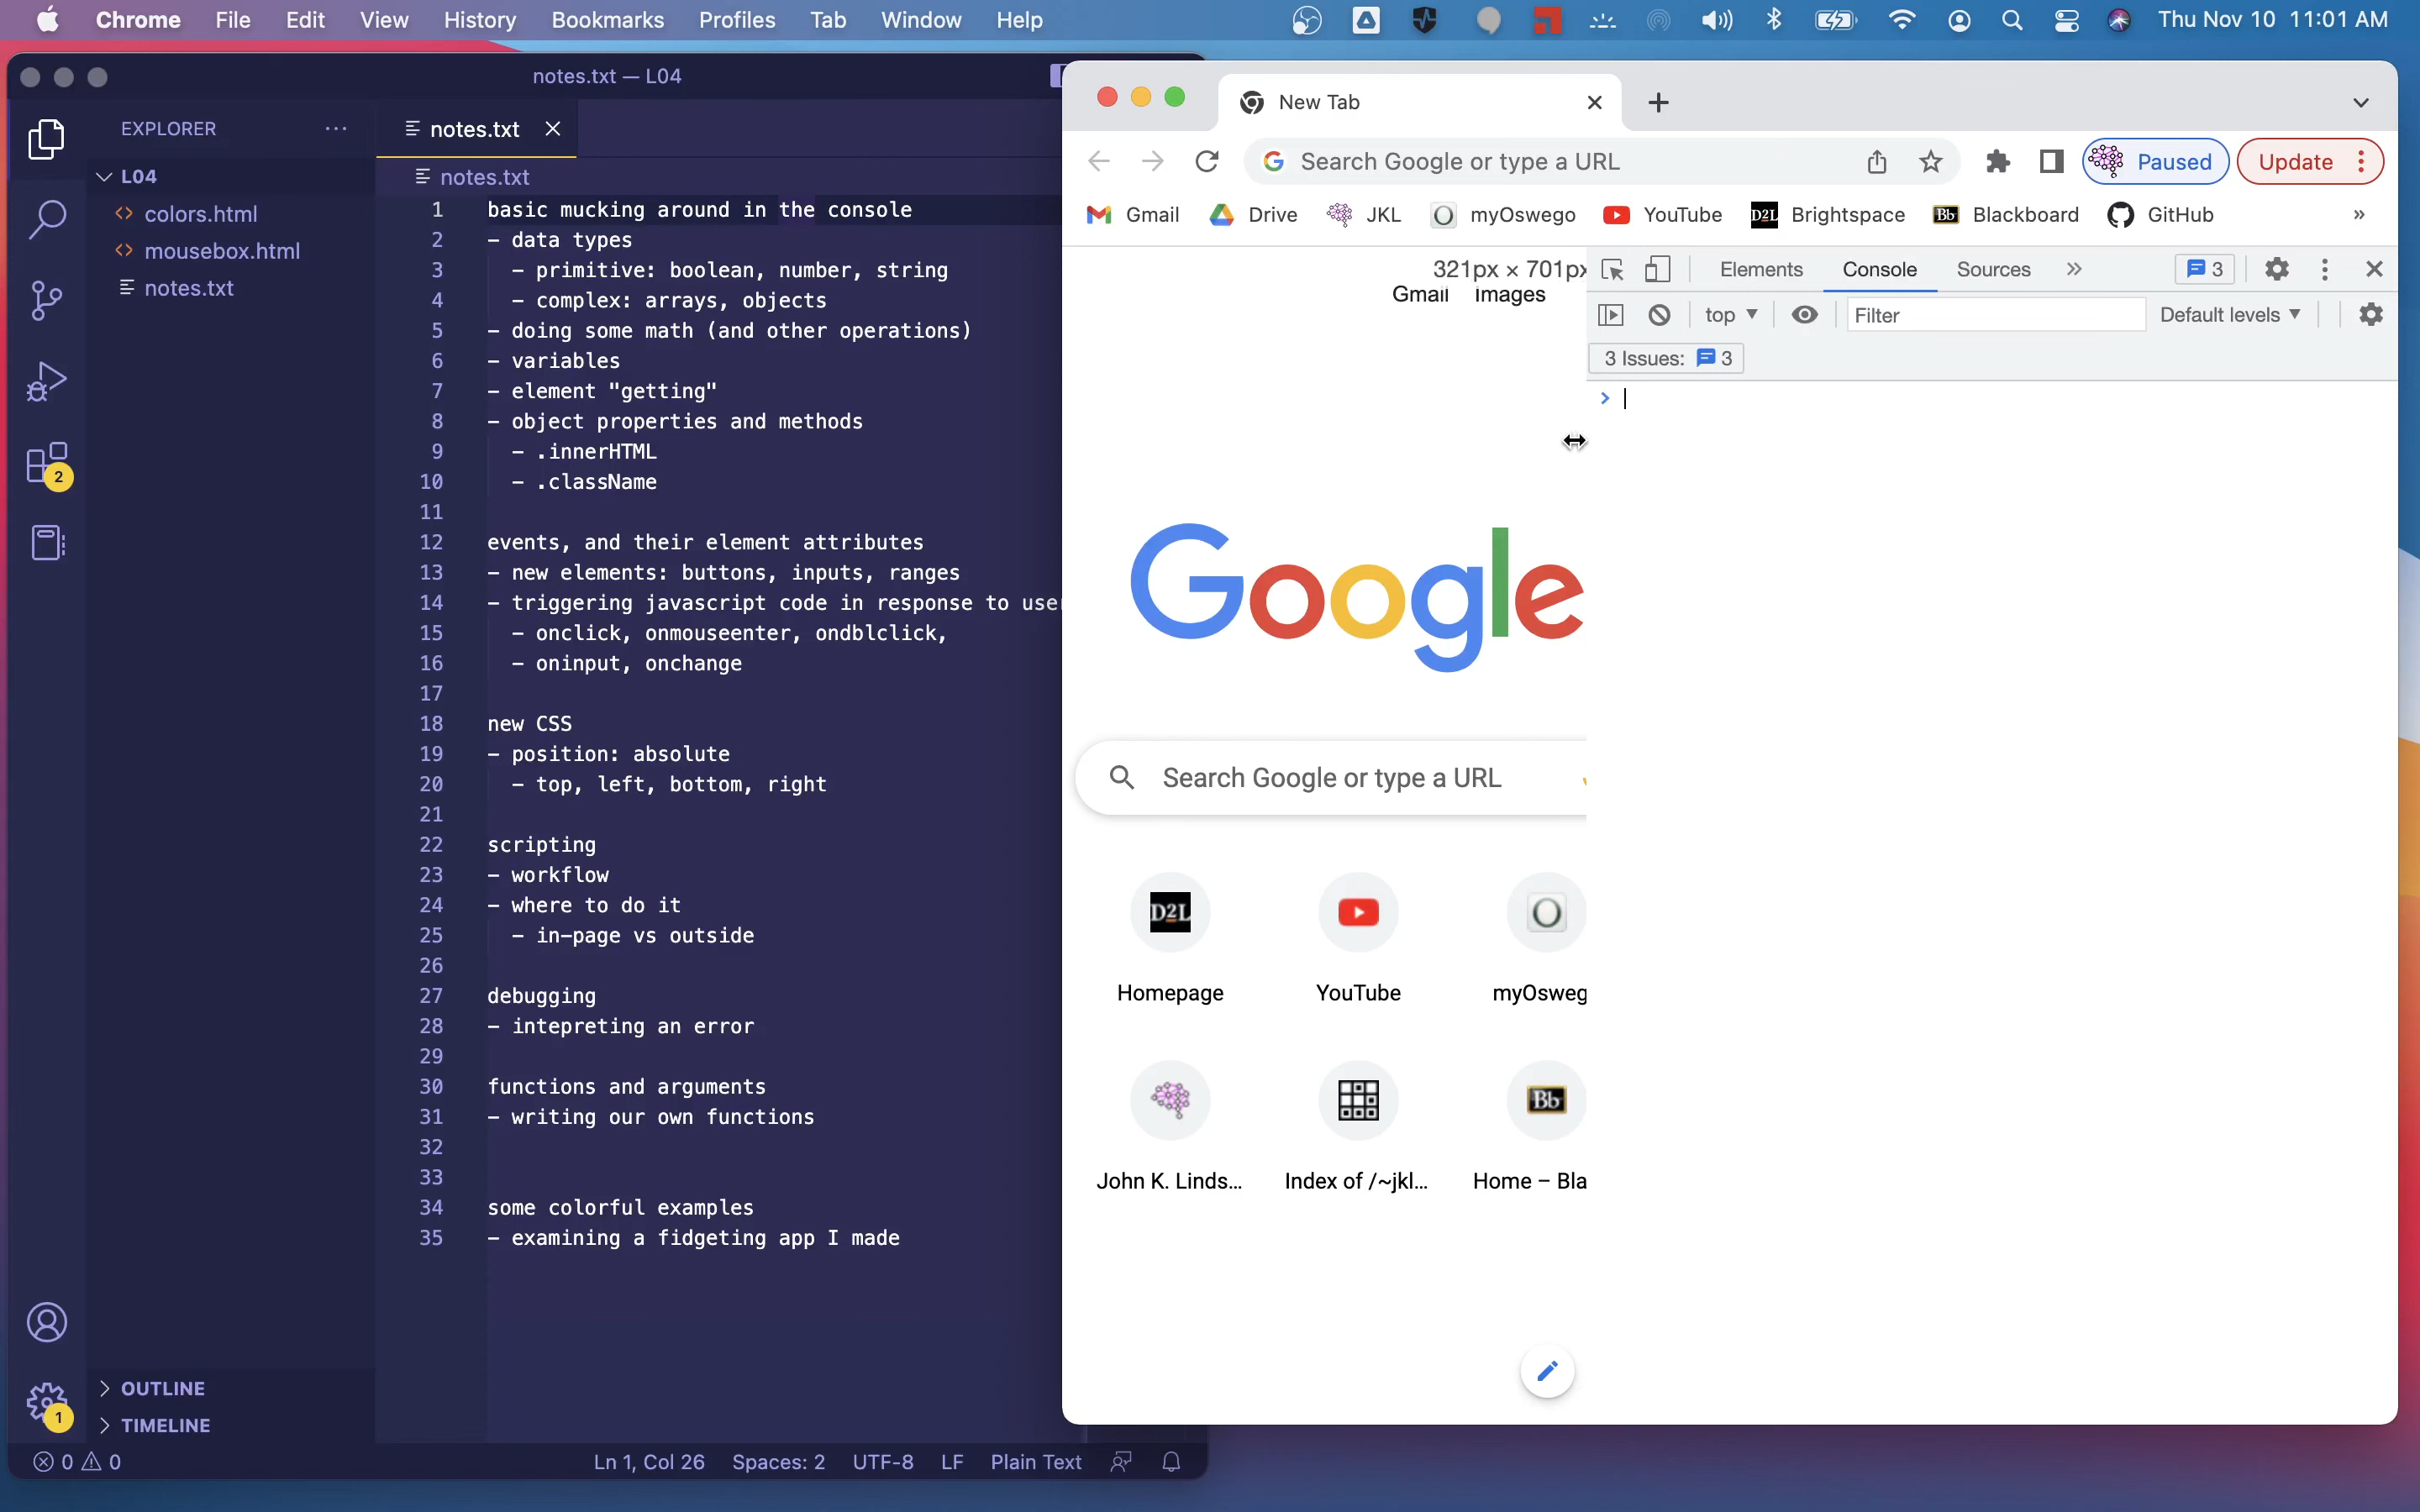 Chrome File Edit View History Bookmarks Profiles Tab Window Help
Thu Nov 10 11:01 AM
notes.txt — L04
EXPLORER
L04
colors.html
mousebox.html
notes.txt
2
OUTLINE
1
TIMELINE
notes.txt
notes.txt
1 basic mucking around in the console
2 - data types
3 - primitive: boolean, number, string
4 - complex: arrays, objects
5 - doing some math (and other operations)
6 - variables
7 - element "getting"
8 - object properties and methods
9 - .innerHTML
10 - .className
11
12 events, and their element attributes
13 - new elements: buttons, inputs, ranges
14 - triggering javascript code in response to
15 - onclick, onmouseenter, ondblclick,
16 - oninput, onchange
17
18 new CSS
19 - position: absolute
20 - top, left, bottom, right
21
22 scripting
23 - workflow
24 - where to do it
25 - in-page vs outside
26
27 debugging
28 - intepreting an error
29
30 functions and arguments
31 - writing our own functions
32
33
34 some colorful examples
35 - examining a fidgeting app I made
0 0
Ln 1, Col 26 Spaces: 2 UTF-8 LF Plain Text
New Tab
Search Google or type a URL
Paused
Update
Gmail Drive JKL myOswego YouTube D2L Brightspace Bb Blackboard GitHub »
321px × 701px
Gmail Images
Google
Search Google or type a URL
D2L
Homepage YouTube myOsweg
Bb
John K. Linds... Index of /~jkl... Home – Bla
Elements Console Sources » 3
top Filter Default levels
3 Issues: 3